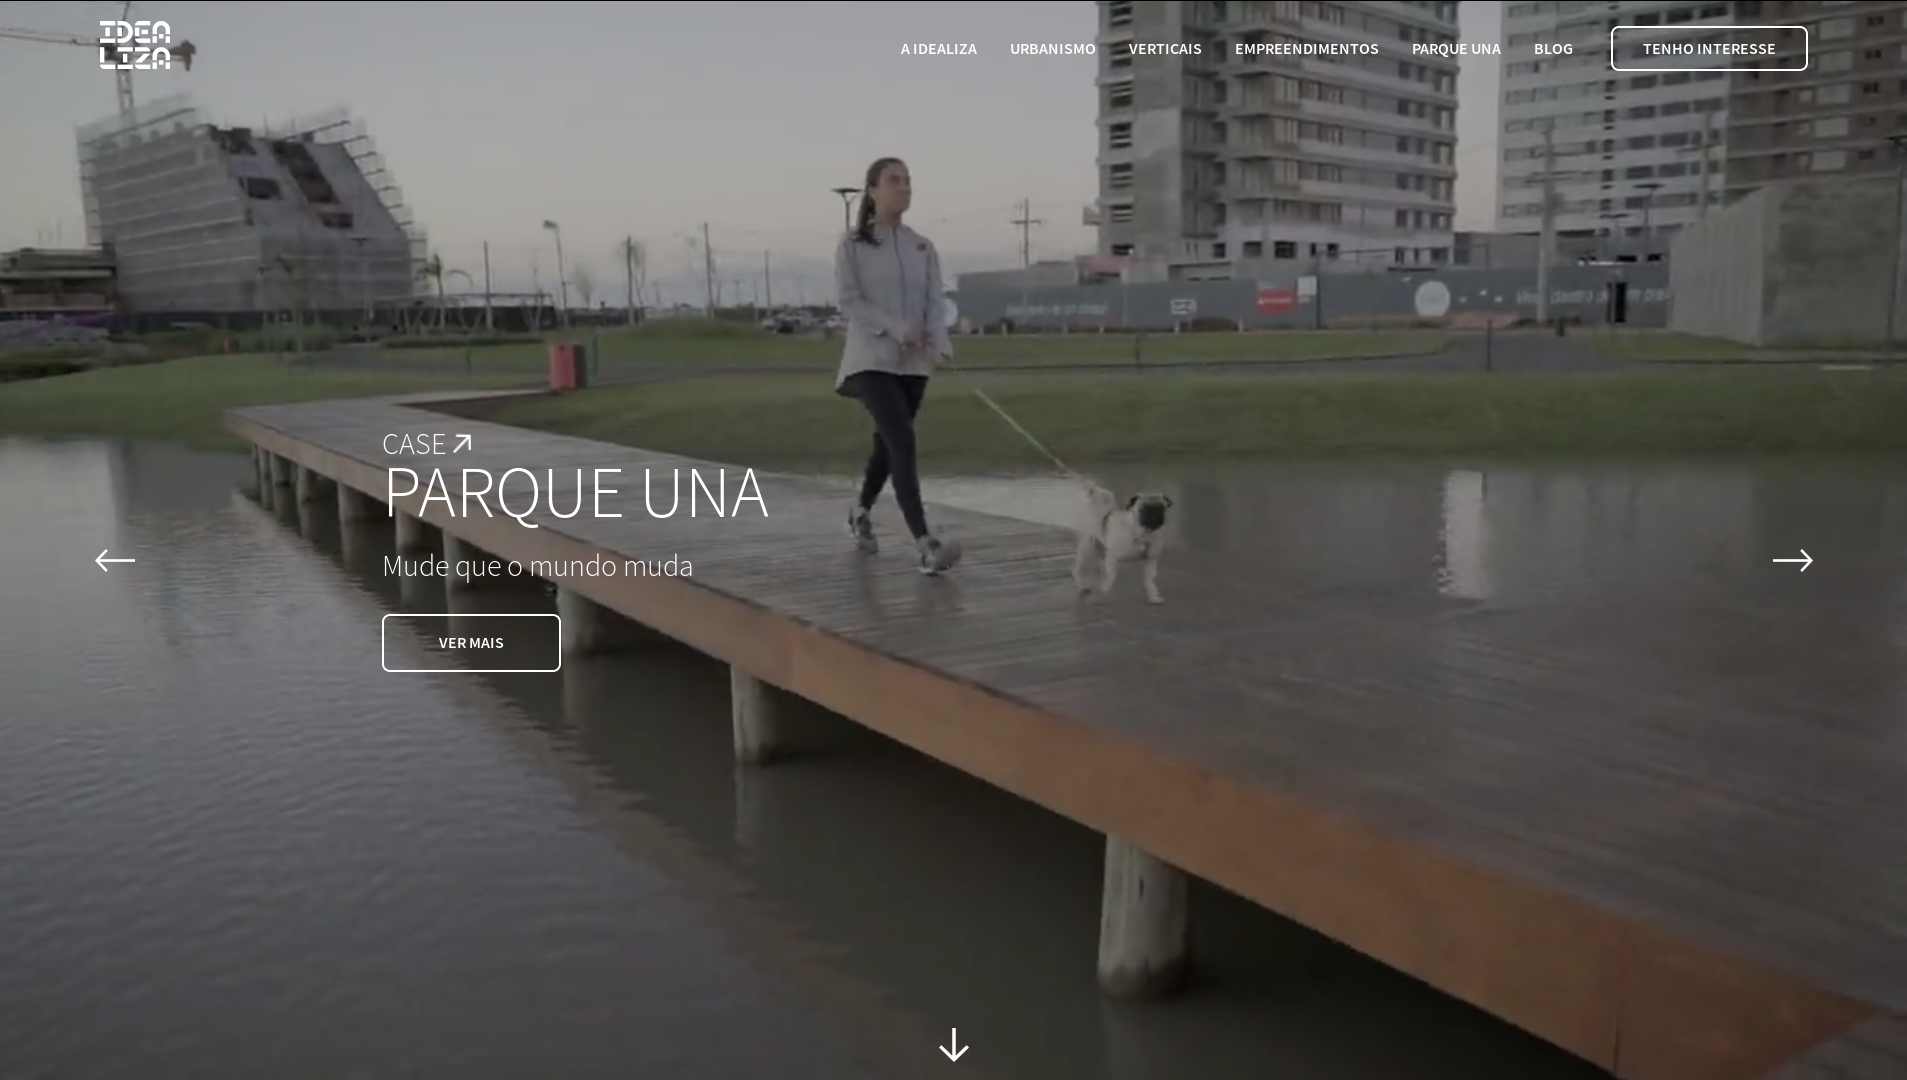 IDEA
LIZA
A IDEALIZA
URBANISMO
VERTICAIS
EMPREENDIMENTOS
PARQUE UNA
BLOG
TENHO INTERESSE
CASE
PARQUE UNA
Mude que o mundo muda
VER MAIS